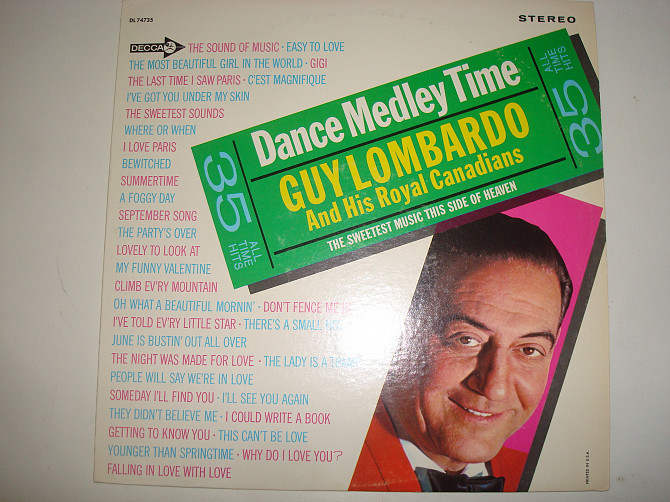 DL 74735
STEREO
DECCA THE SOUND OF MUSIC · EASY TO LOVE
THE MOST BEAUTIFUL GIRL IN THE WORLD · GIGI
THE LAST TIME I SAW PARIS · C'EST MAGNIFIQUE
I'VE GOT YOU UNDER MY SKIN
THE SWEETEST SOUNDS
WHERE OR WHEN
I LOVE PARIS
BEWITCHED
SUMMERTIME
A FOGGY DAY
SEPTEMBER SONG
THE PARTY'S OVER
LOVELY TO LOOK AT
MY FUNNY VALENTINE
CLIMB EV'RY MOUNTAIN
OH WHAT A BEAUTIFUL MORNIN' · DON'T FENCE ME IN
I'VE TOLD EV'RY LITTLE STAR · THERE'S A SMALL
JUNE IS BUSTIN' OUT ALL OVER
THE NIGHT WAS MADE FOR LOVE · THE LADY IS A TRAMP
PEOPLE WILL SAY WE'RE IN LOVE
SOMEDAY I'LL FIND YOU · I'LL SEE YOU AGAIN
THEY DIDN'T BELIEVE ME · I COULD WRITE A BOOK
GETTING TO KNOW YOU · THIS CAN'T BE LOVE
YOUNGER THAN SPRINGTIME · WHY DO I LOVE YOU?
FALLING IN LOVE WITH LOVE
35
ALL
TIME
HITS
Dance Medley Time
GUY LOMBARDO
And His Royal Canadians
THE SWEETEST MUSIC THIS SIDE OF HEAVEN
35
ALL
TIME
HITS
PRINTED IN U.S.A.